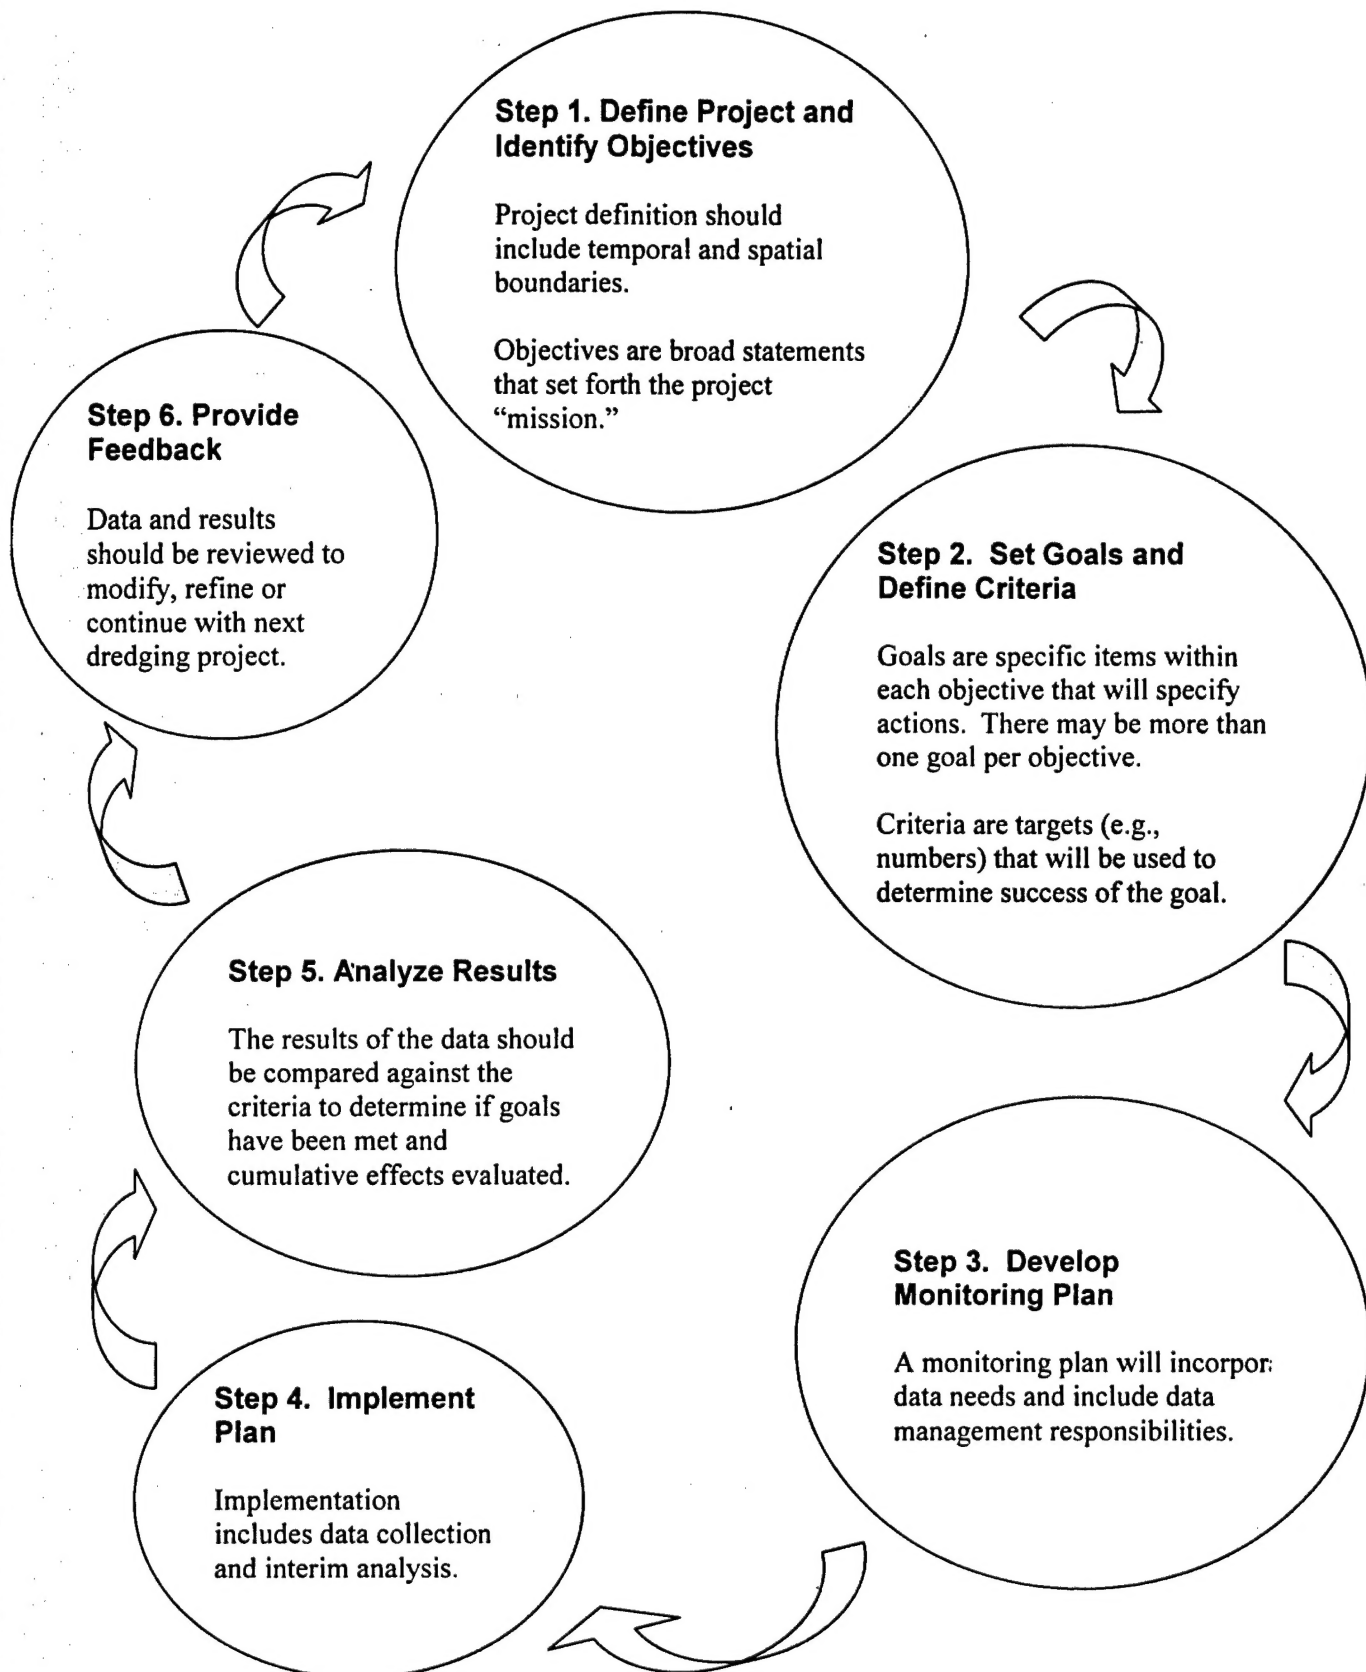 Step 1. Define Project and
Identify Objectives
Project definition should
include temporal and spatial
boundaries.
Objectives are broad statements
that set forth the project
“mission.”
Step 2. Set Goals and
Define Criteria
Goals are specific items within
each objective that will specify
actions. There may be more than
one goal per objective.
Criteria are targets (e.g.,
numbers) that will be used to
determine success of the goal.
Step 3. Develop
Monitoring Plan
A monitoring plan will incorpor
data needs and include data
management responsibilities.
Step 4. Implement
Plan
Implementation
includes data collection
and interim analysis.
Step 5. Analyze Results
The results of the data should
be compared against the
criteria to determine if goals
have been met and
cumulative effects evaluated.
Step 6. Provide
Feedback
Data and results
should be reviewed to
modify, refine or
continue with next
dredging project.